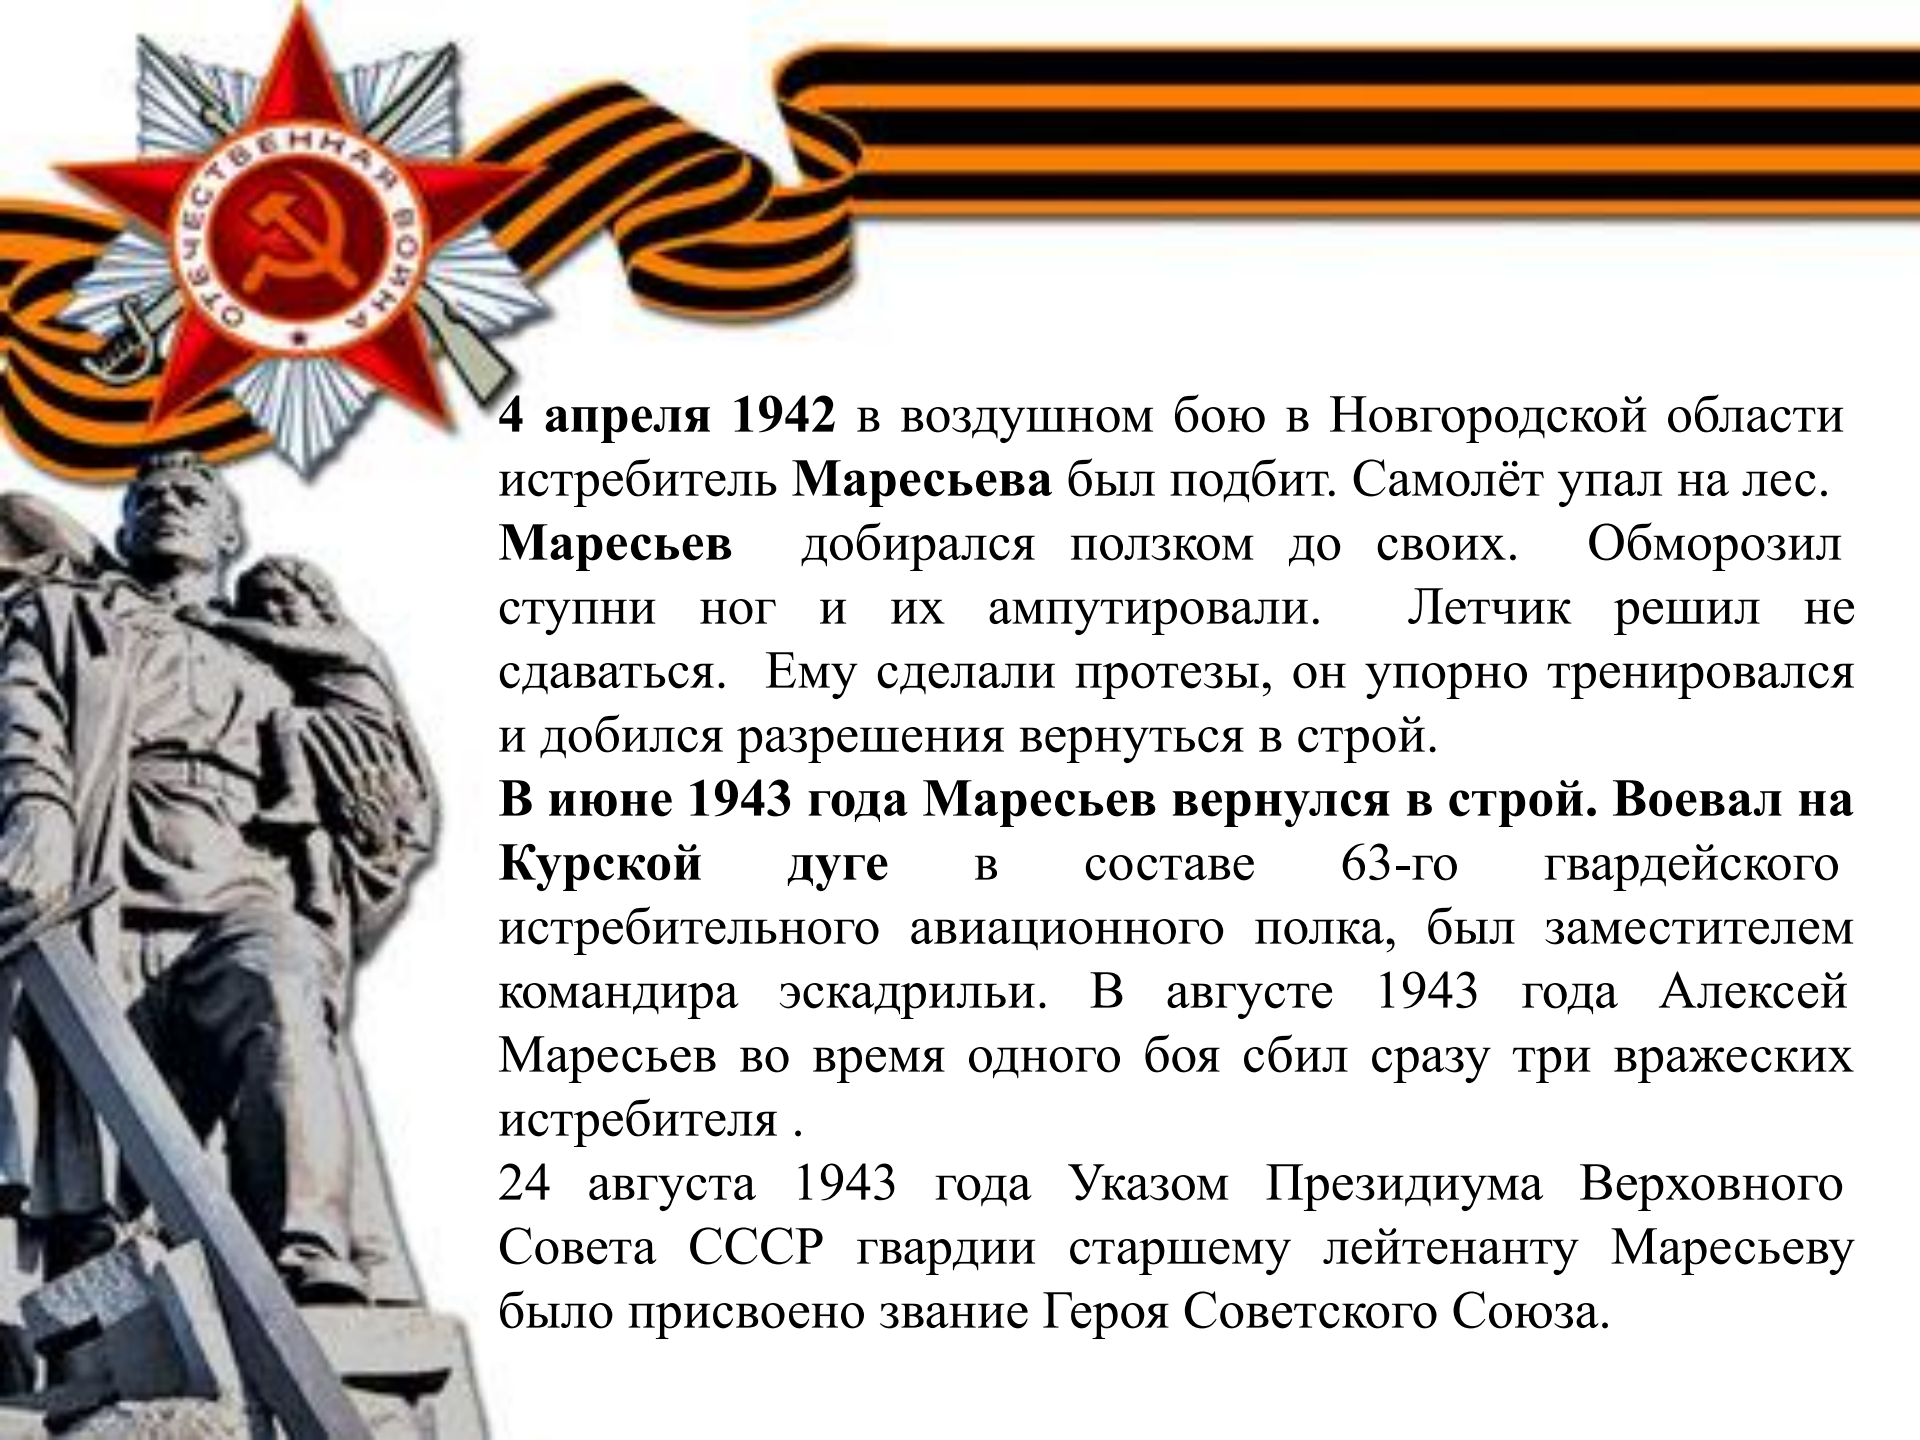 ОТЕЧЕСТВЕННАЯ ВОЙНА
4 апреля 1942 в воздушном бою в Новгородской области
истребитель Маресьева был подбит. Самолёт упал на лес.
Маресьев добирался ползком до своих. Обморозил
ступни ног и их ампутировали. Летчик решил не
сдаваться. Ему сделали протезы, он упорно тренировался
и добился разрешения вернуться в строй.
В июне 1943 года Маресьев вернулся в строй. Воевал на
Курской дуге в составе 63-го гвардейского
истребительного авиационного полка, был заместителем
командира эскадрильи. В августе 1943 года Алексей
Маресьев во время одного боя сбил сразу три вражеских
истребителя .
24 августа 1943 года Указом Президиума Верховного
Совета СССР гвардии старшему лейтенанту Маресьеву
было присвоено звание Героя Советского Союза.